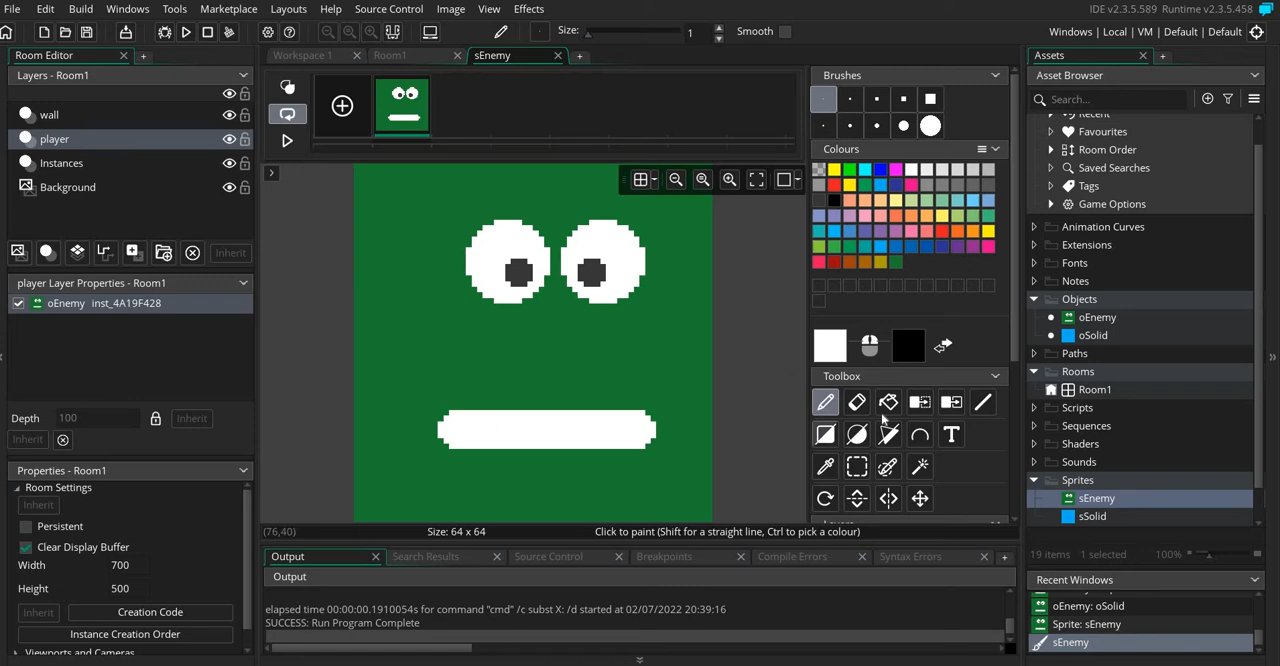 File Edit Build Windows Tools Marketplace Layouts Help Source Control Image View Effects IDE v2.3.5.589 Runtime v2.3.5.458
Size: 1 Smooth Windows | Local | VM | Default | Default
Room Editor
Workspace 1 Room1 sEnemy
Assets
Layers - Room1
Brushes
Asset Browser
Search...
wall
player
Instances
Background
Colours
Favourites
Room Order
Saved Searches
Tags
Game Options
Animation Curves
Extensions
Fonts
Notes
Objects
oEnemy
oSolid
Paths
Rooms
Room1
Scripts
Sequences
Shaders
Sounds
Sprites
sEnemy
sSolid
Inherit
player Layer Properties - Room1
oEnemy inst_4A19F428
Toolbox
Depth 100 Inherit
Inherit
Properties - Room1
Room Settings
Inherit
Persistent
Clear Display Buffer
Width 700
Height 500
Inherit Creation Code
Instance Creation Order
Viewports and Cameras
(76,40) Size: 64 x 64 Click to paint (Shift for a straight line, Ctrl to pick a colour)
Output Search Results Source Control Breakpoints Compile Errors Syntax Errors
Output
elapsed time 00:00:00.1910054s for command "cmd" /c subst X: /d started at 02/07/2022 20:39:16
SUCCESS: Run Program Complete
19 items 1 selected 100%
Recent Windows
oEnemy: oSolid
Sprite: sEnemy
sEnemy